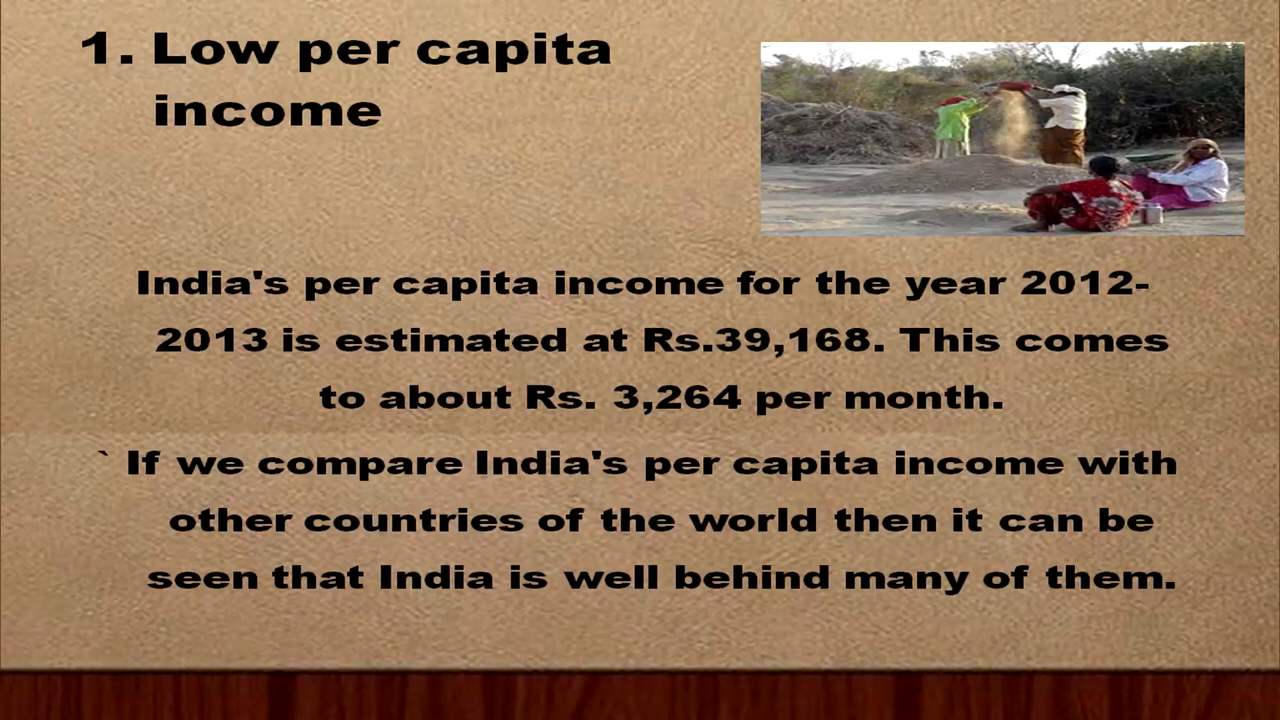 1. Low per capita
income
India's per capita income for the year 2012-
2013 is estimated at Rs.39,168. This comes
to about Rs. 3,264 per month.
` If we compare India's per capita income with
other countries of the world then it can be
seen that India is well behind many of them.